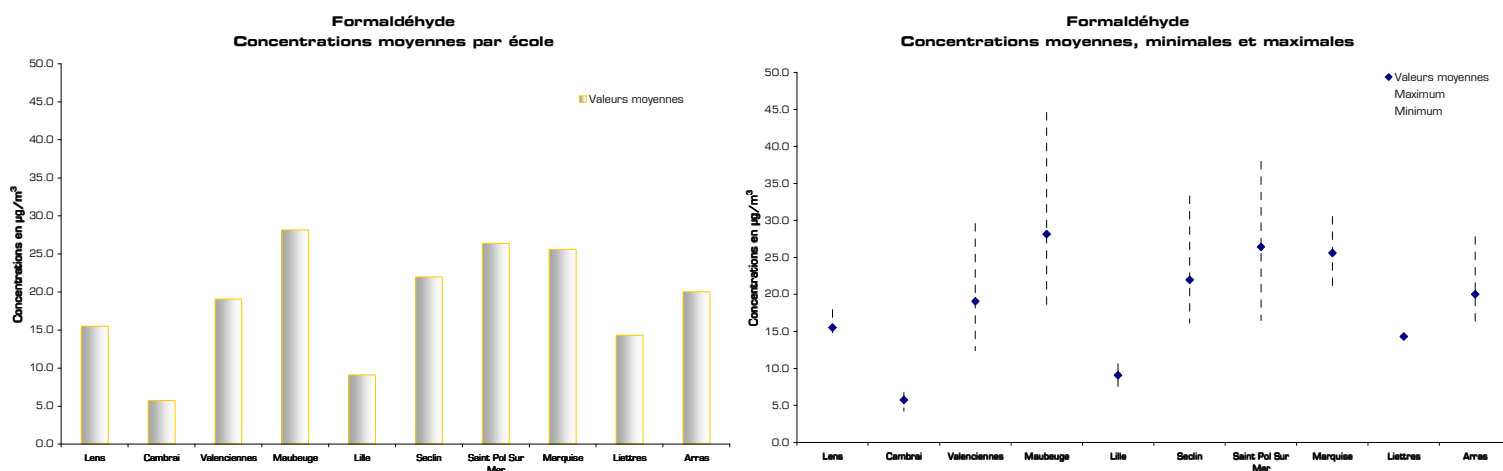 Formaldéhyde
Concentrations moyennes par école
50.0
45.0
40.0
35.0
30.0
25.0
20.0
15.0
10.0
5.0
0.0
Concentrations en µg/m³
Valeurs moyennes
Lens Cambrai Valenciennes Maubeuge Lille Seclin Saint Pol Sur Marquise Liettres Arras
Mer
Formaldéhyde
Concentrations moyennes, minimales et maximales
50.0
45.0
40.0
35.0
30.0
25.0
20.0
15.0
10.0
5.0
0.0
Concentrations en µg/m³
Valeurs moyennes
Maximum
Minimum
Lens Cambrai Valenciennes Maubeuge Lille Seclin Saint Pol Sur Marquise Liettres Arras
Mer